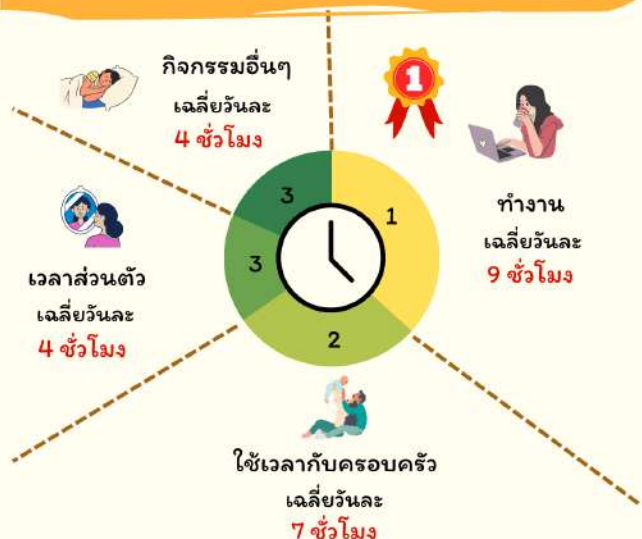 กิจกรรมอื่นๆ
เฉลี่ยวันละ
4 ชั่วโมง
1
ทำงาน
เฉลี่ยวันละ
9 ชั่วโมง
3
1
3
2
เวลาส่วนตัว
เฉลี่ยวันละ
4 ชั่วโมง
ใช้เวลากับครอบครัว
เฉลี่ยวันละ
7 ชั่วโมง